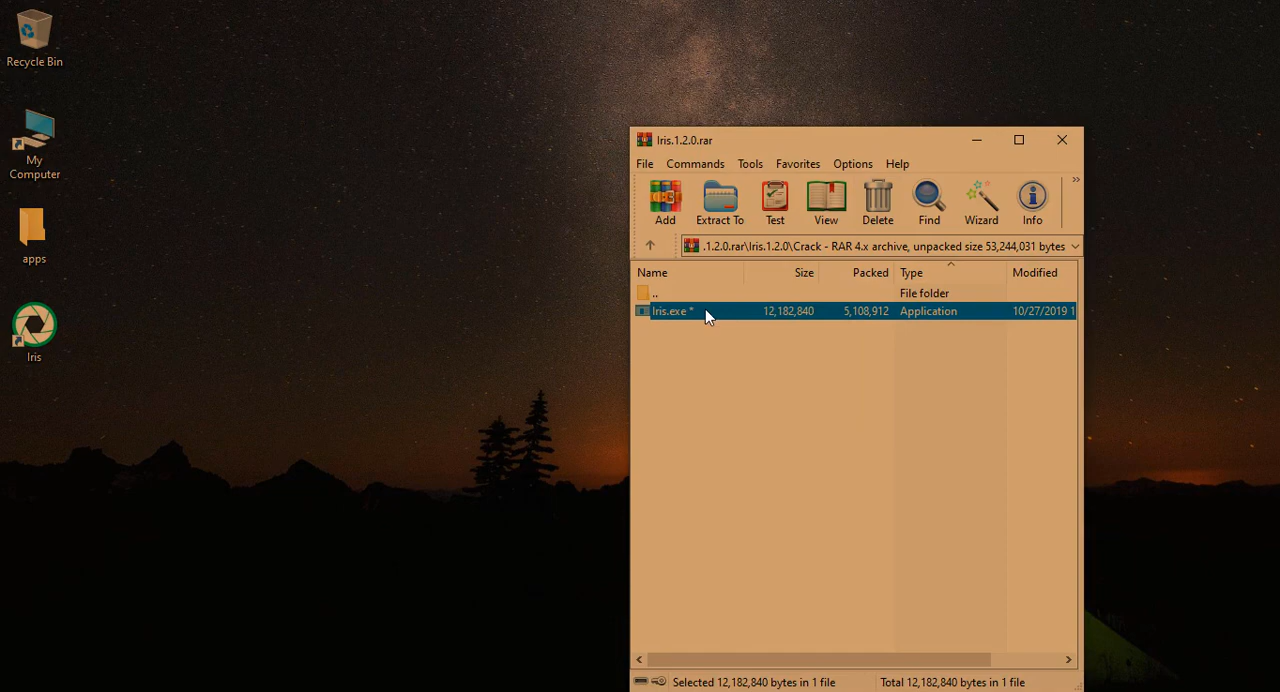 Recycle Bin
My
Computer
apps
Iris
Iris.1.2.0.rar
File Commands Tools Favorites Options Help
»
Add Extract To Test View Delete Find Wizard Info
.1.2.0.rar\Iris.1.2.0\Crack - RAR 4.x archive, unpacked size 53,244,031 bytes
Name Size Packed Type Modified
.. File folder
Iris.exe * 12,182,840 5,108,912 Application 10/27/2019 1
Selected 12,182,840 bytes in 1 file Total 12,182,840 bytes in 1 file